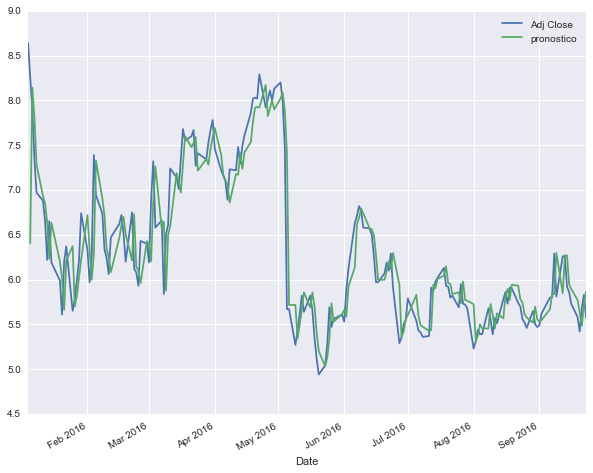 9.0
8.5
8.0
7.5
7.0
6.5
6.0
5.5
5.0
4.5
Adj Close
pronostico
Feb 2016
Mar 2016
Apr 2016
May 2016
Jun 2016
Jul 2016
Aug 2016
Sep 2016
Date